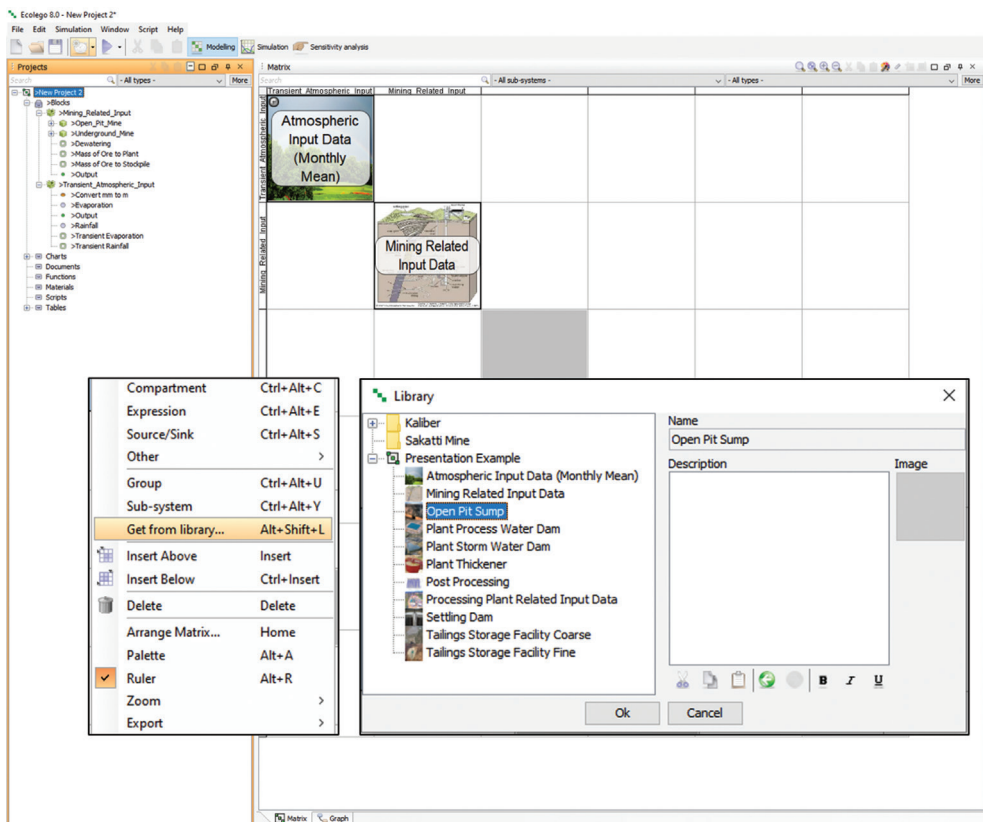 Ecolego 8.0 - New Project 2*
File Edit Simulation Window Script Help
Modeling Simulation Sensitivity analysis
Projects
Search - All types - More
>New Project 2
>Blocks
>Mining_Related_Input
>Open_Pit_Mine
>Underground_Mine
>Dewatering
>Mass of Ore to Plant
>Mass of Ore to Stockpile
>Output
>Transient_Atmospheric_Input
>Convert mm to m
>Evaporation
>Output
>Rainfall
>Transient Evaporation
>Transient Rainfall
Charts
Documents
Functions
Materials
Scripts
Tables
Matrix
Search - All sub-systems - - All types - More
Transient_Atmospheric_Input Mining_Related_Input
Transient_Atmospheric_Input
Atmospheric
Input Data
(Monthly
Mean)
Mining_Related_Input
Mining Related
Input Data
Compartment Ctrl+Alt+C
Expression Ctrl+Alt+E
Source/Sink Ctrl+Alt+S
Other >
Group Ctrl+Alt+U
Sub-system Ctrl+Alt+Y
Get from library... Alt+Shift+L
Insert Above Insert
Insert Below Ctrl+Insert
Delete Delete
Arrange Matrix... Home
Palette Alt+A
Ruler Alt+R
Zoom >
Export >
Library
Kaliber
Sakatti Mine
Presentation Example
Atmospheric Input Data (Monthly Mean)
Mining Related Input Data
Open Pit Sump
Plant Process Water Dam
Plant Storm Water Dam
Plant Thickener
Post Processing
Processing Plant Related Input Data
Settling Dam
Tailings Storage Facility Coarse
Tailings Storage Facility Fine
Name
Open Pit Sump
Description Image
B I U
Ok Cancel
Matrix Graph